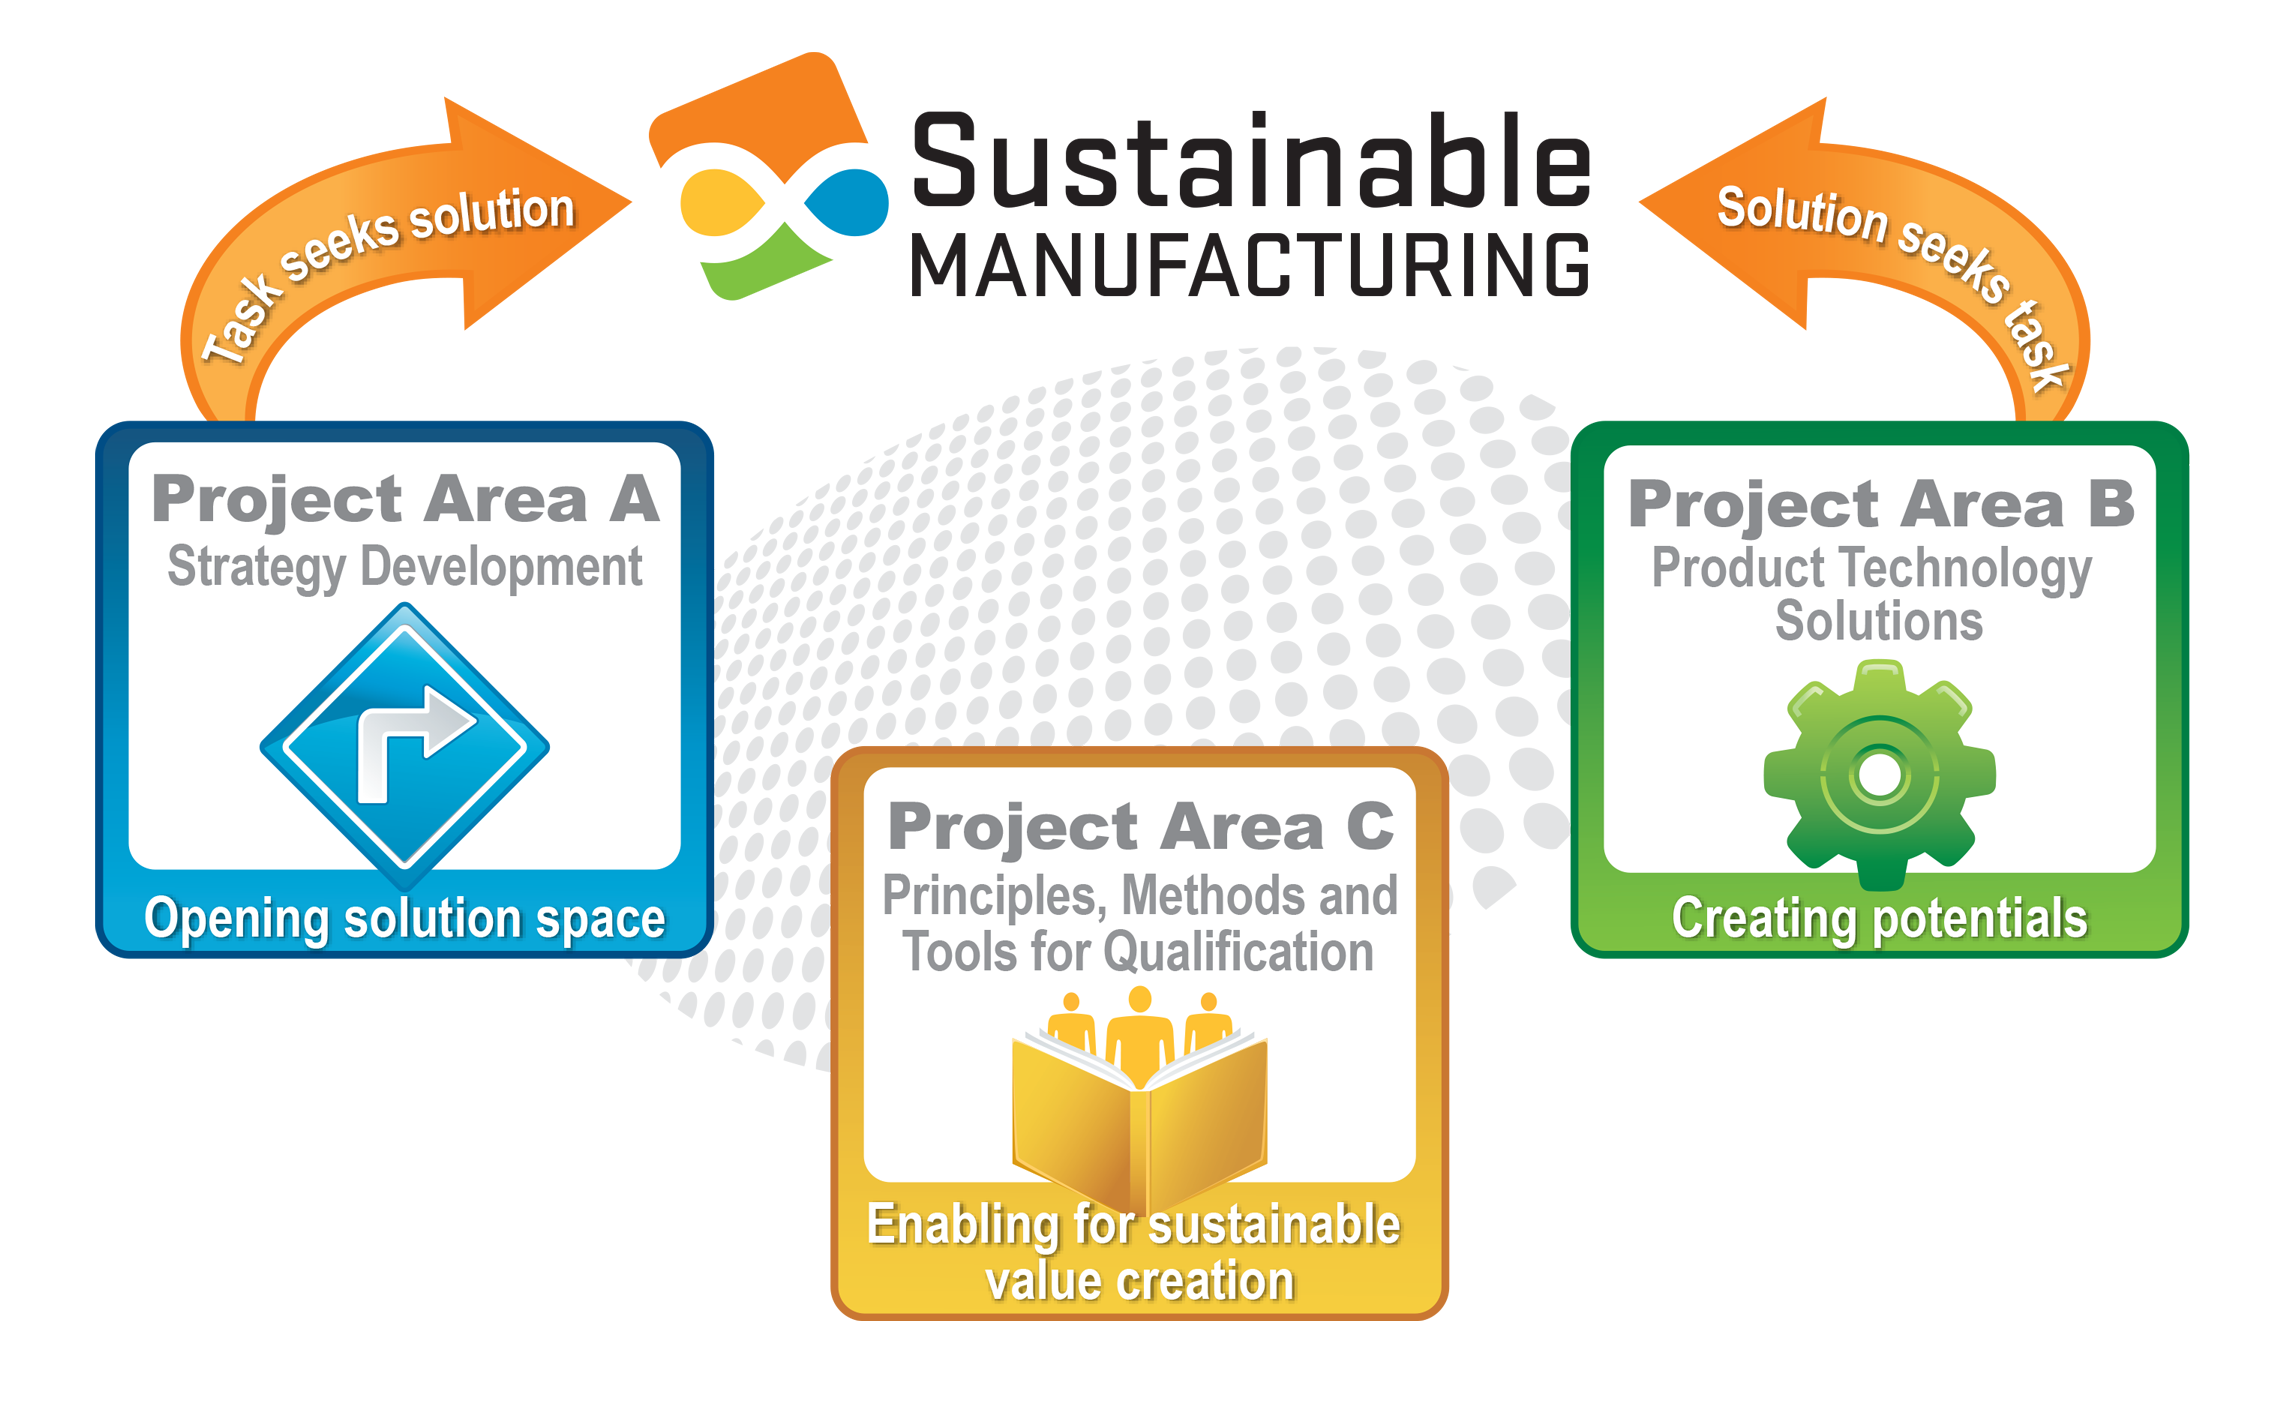 Sustainable
MANUFACTURING
Task seeks solution
Solution seeks task
Project Area A
Strategy Development
Opening solution space
Project Area B
Product Technology
Solutions
Creating potentials
Project Area C
Principles, Methods and
Tools for Qualification
Enabling for sustainable
value creation